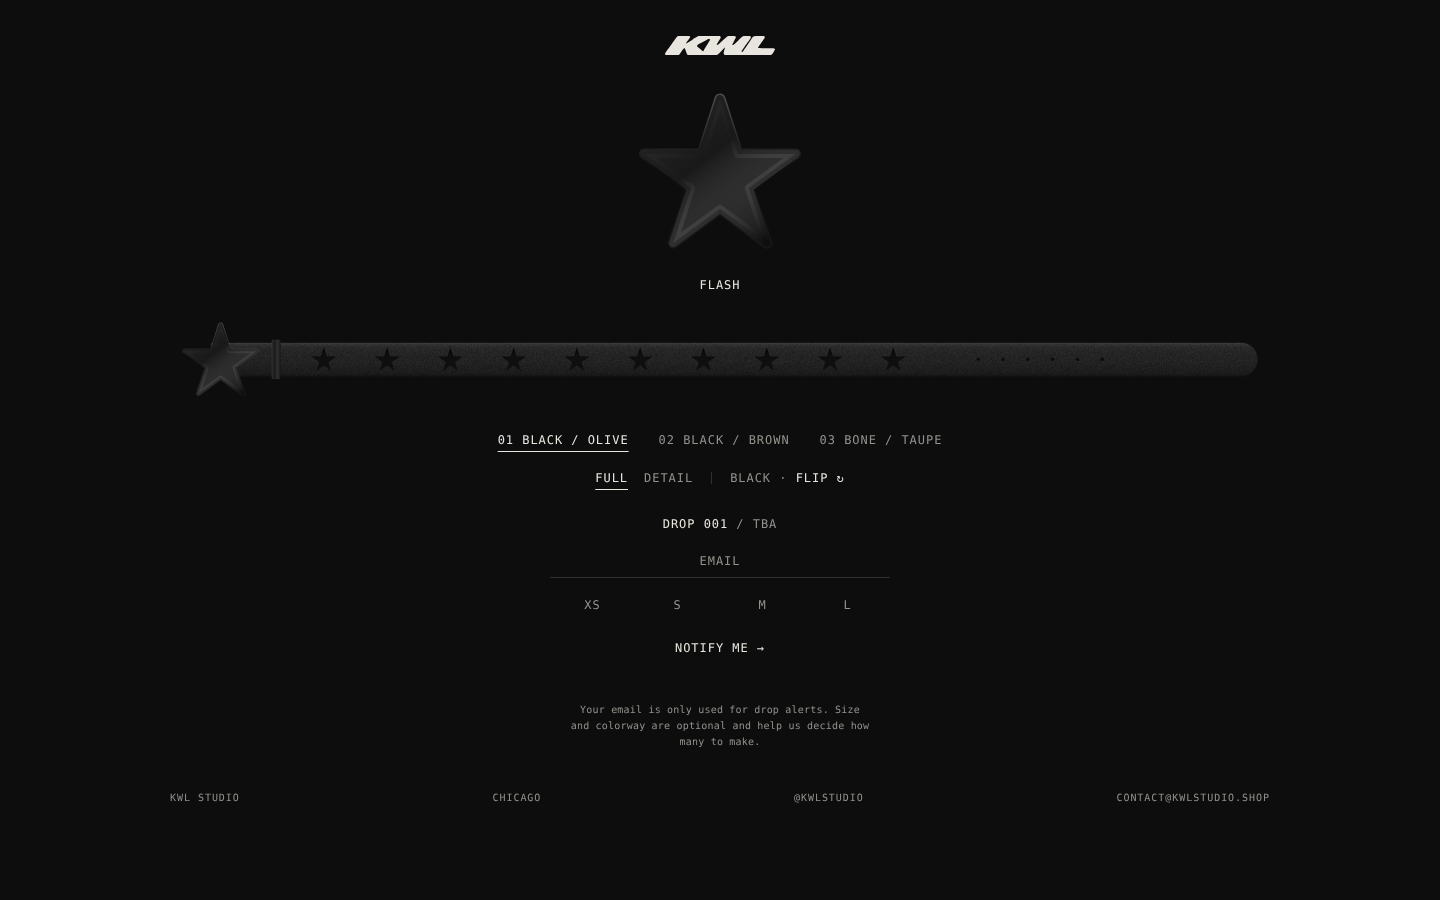 KWL
FLASH
01 BLACK / OLIVE 02 BLACK / BROWN 03 BONE / TAUPE
FULL DETAIL | BLACK · FLIP ↻
DROP 001 / TBA
EMAIL
XS S M L
NOTIFY ME →
Your email is only used for drop alerts. Size
and colorway are optional and help us decide how
many to make.
KWL STUDIO CHICAGO @KWLSTUDIO CONTACT@KWLSTUDIO.SHOP